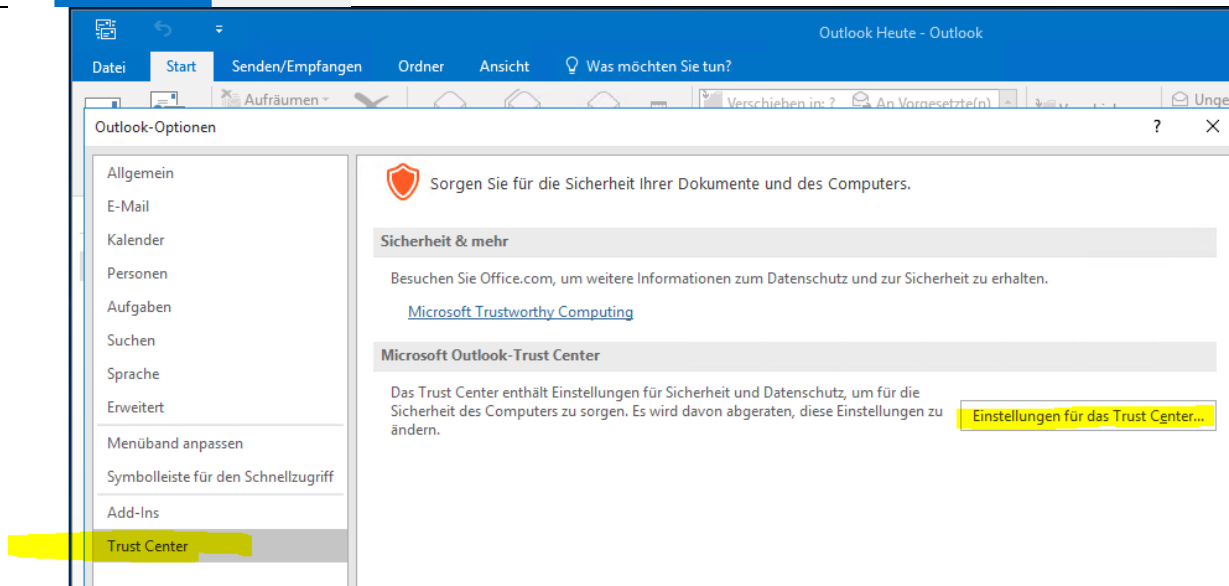 Outlook Heute - Outlook
Datei Start Senden/Empfangen Ordner Ansicht Was möchten Sie tun?
Aufräumen Verschieben in: ? An Vorgesetzte(n) Unge
Outlook-Optionen ? ×
Allgemein
E-Mail
Kalender
Personen
Aufgaben
Suchen
Sprache
Erweitert
Menüband anpassen
Symbolleiste für den Schnellzugriff
Add-Ins
Trust Center
Sorgen Sie für die Sicherheit Ihrer Dokumente und des Computers.
Sicherheit & mehr
Besuchen Sie Office.com, um weitere Informationen zum Datenschutz und zur Sicherheit zu erhalten.
Microsoft Trustworthy Computing
Microsoft Outlook-Trust Center
Das Trust Center enthält Einstellungen für Sicherheit und Datenschutz, um für die
Sicherheit des Computers zu sorgen. Es wird davon abgeraten, diese Einstellungen zu
ändern.
Einstellungen für das Trust Center...